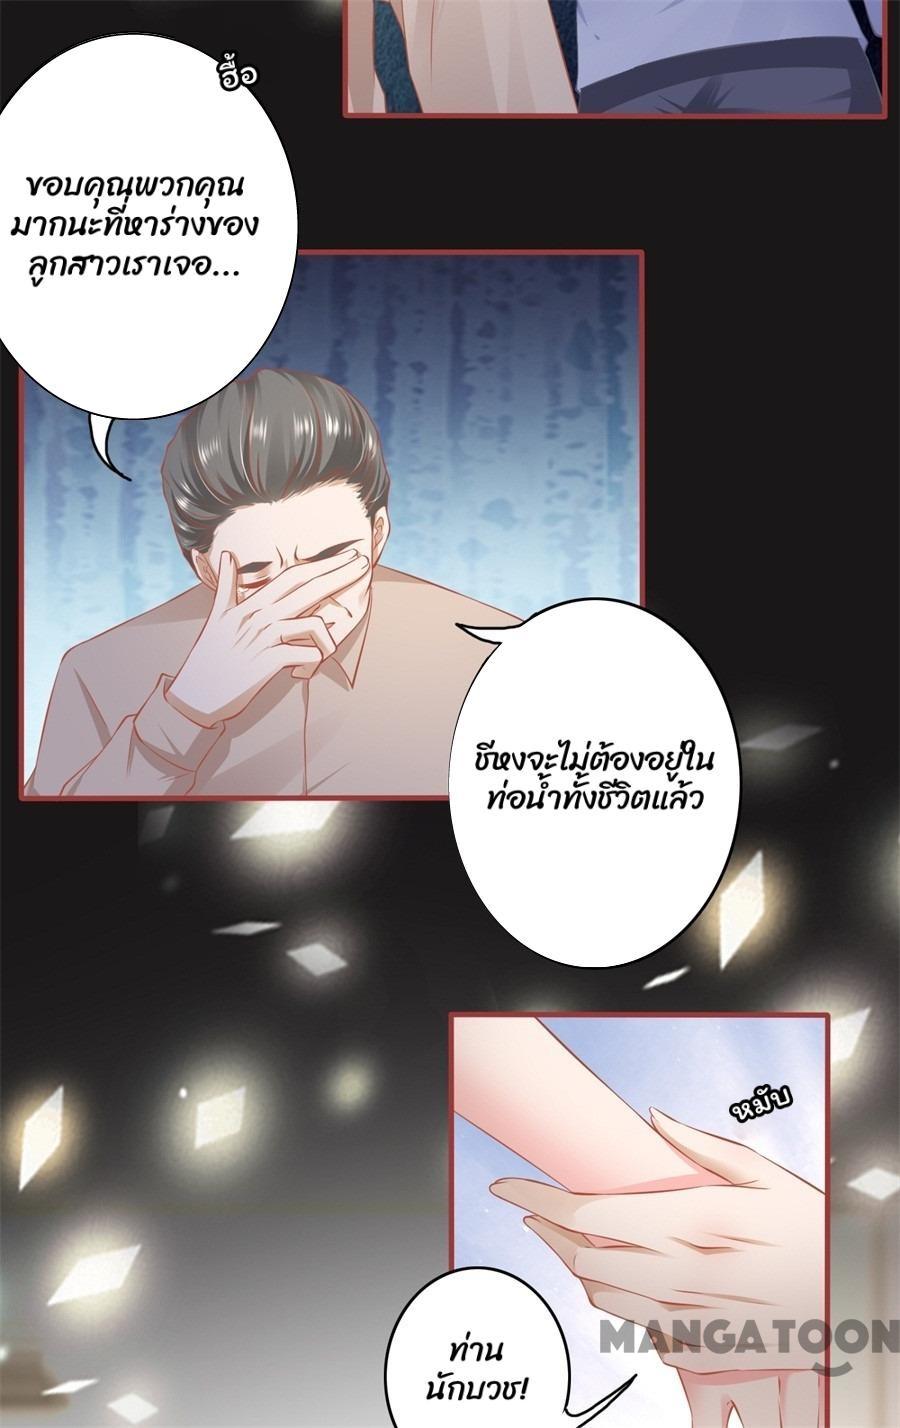 ฮื้อ
ขอบคุณพวกคุณ
มากนะที่หาร่างของ
ลูกสาวเราเจอ...
ชีหงจะไม่ต้องอยู่ใน
ท่อน้ำทั้งชีวิตแล้ว
หมับ
ท่าน
นักบวช!
MANGATOON